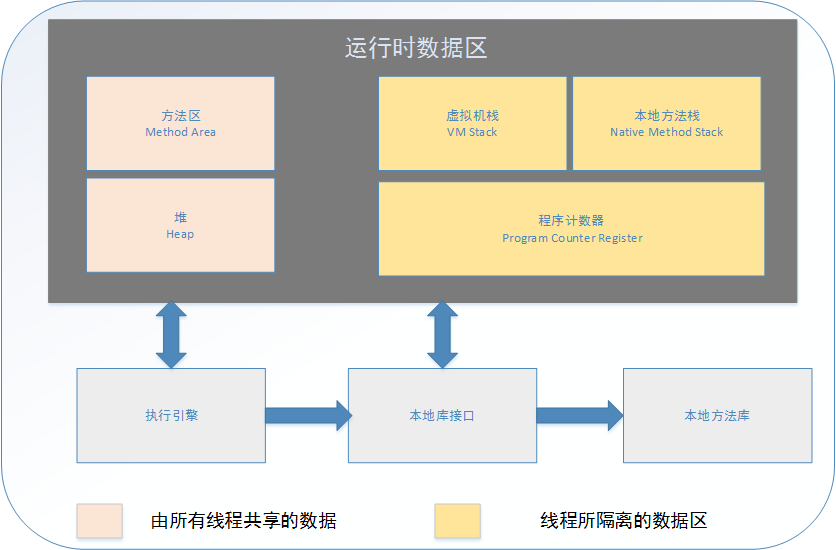 运行时数据区
方法区
Method Area
虚拟机栈
VM Stack
本地方法栈
Native Method Stack
堆
Heap
程序计数器
Program Counter Register
执行引擎
本地库接口
本地方法库
由所有线程共享的数据
线程所隔离的数据区